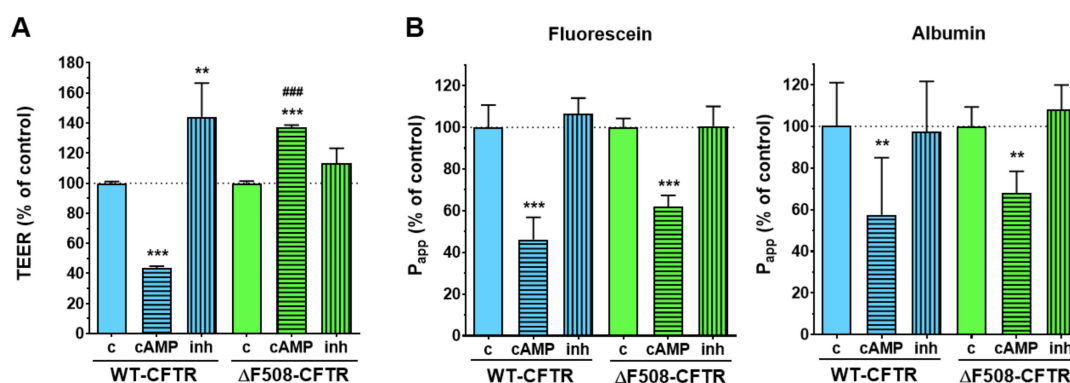 A
TEER (% of control)
180
160
140
120
100
80
60
40
20
0
***
**
###
***
c cAMP inh c cAMP inh
WT-CFTR ΔF508-CFTR
B
Fluorescein
Papp (% of control)
120
100
80
60
40
20
0
***
***
c cAMP inh c cAMP inh
WT-CFTR ΔF508-CFTR
Albumin
Papp (% of control)
120
100
80
60
40
20
0
**
**
c cAMP inh c cAMP inh
WT-CFTR ΔF508-CFTR